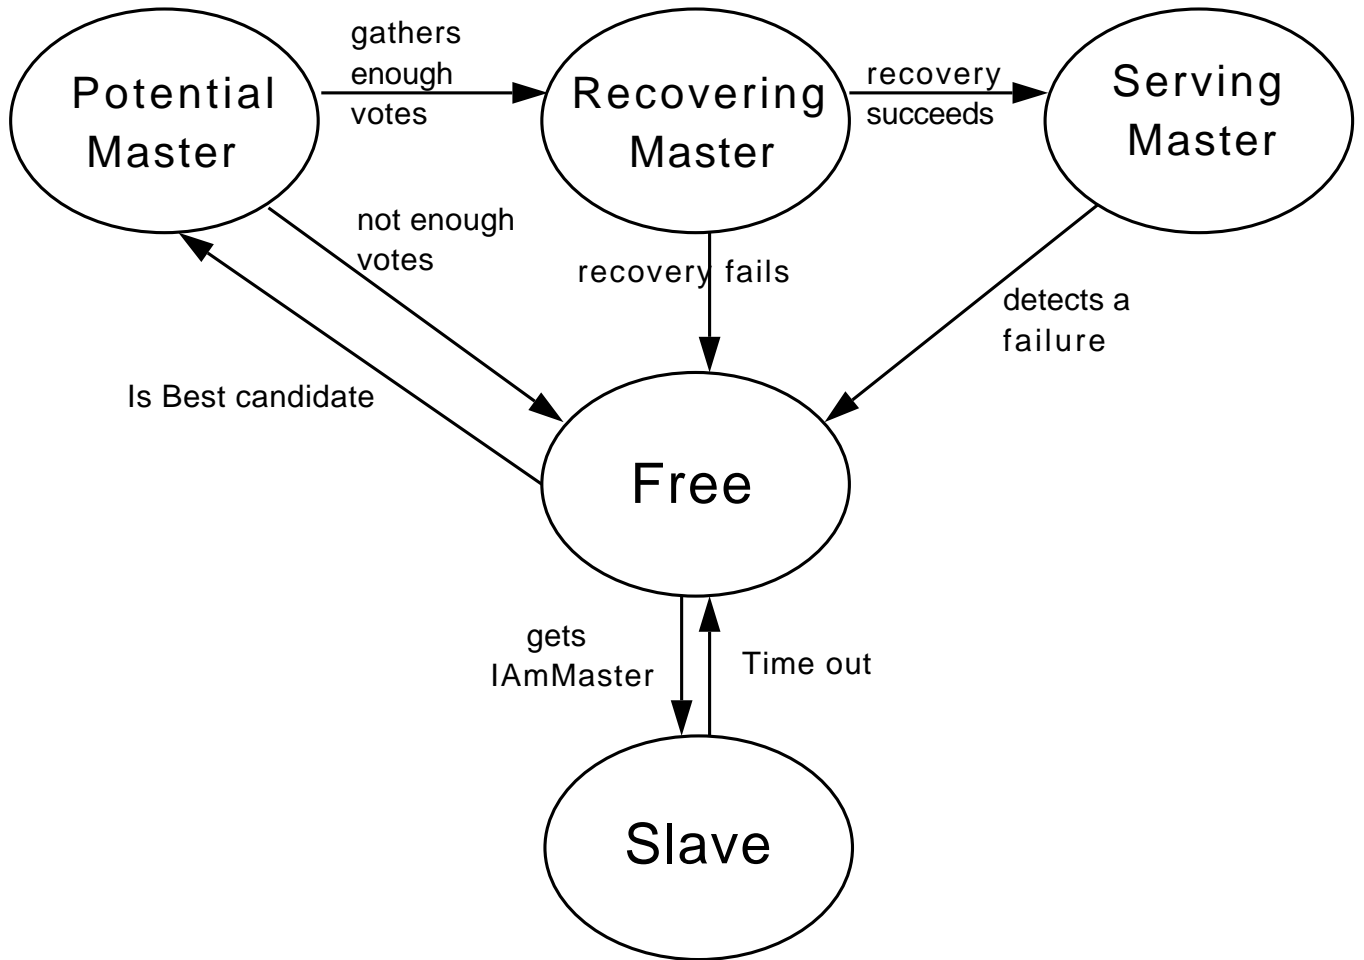 Potential
Master
gathers
enough
votes
Recovering
Master
recovery
succeeds
Serving
Master
not enough
votes
recovery fails
detects a
failure
Is Best candidate
Free
gets
IAmMaster
Time out
Slave